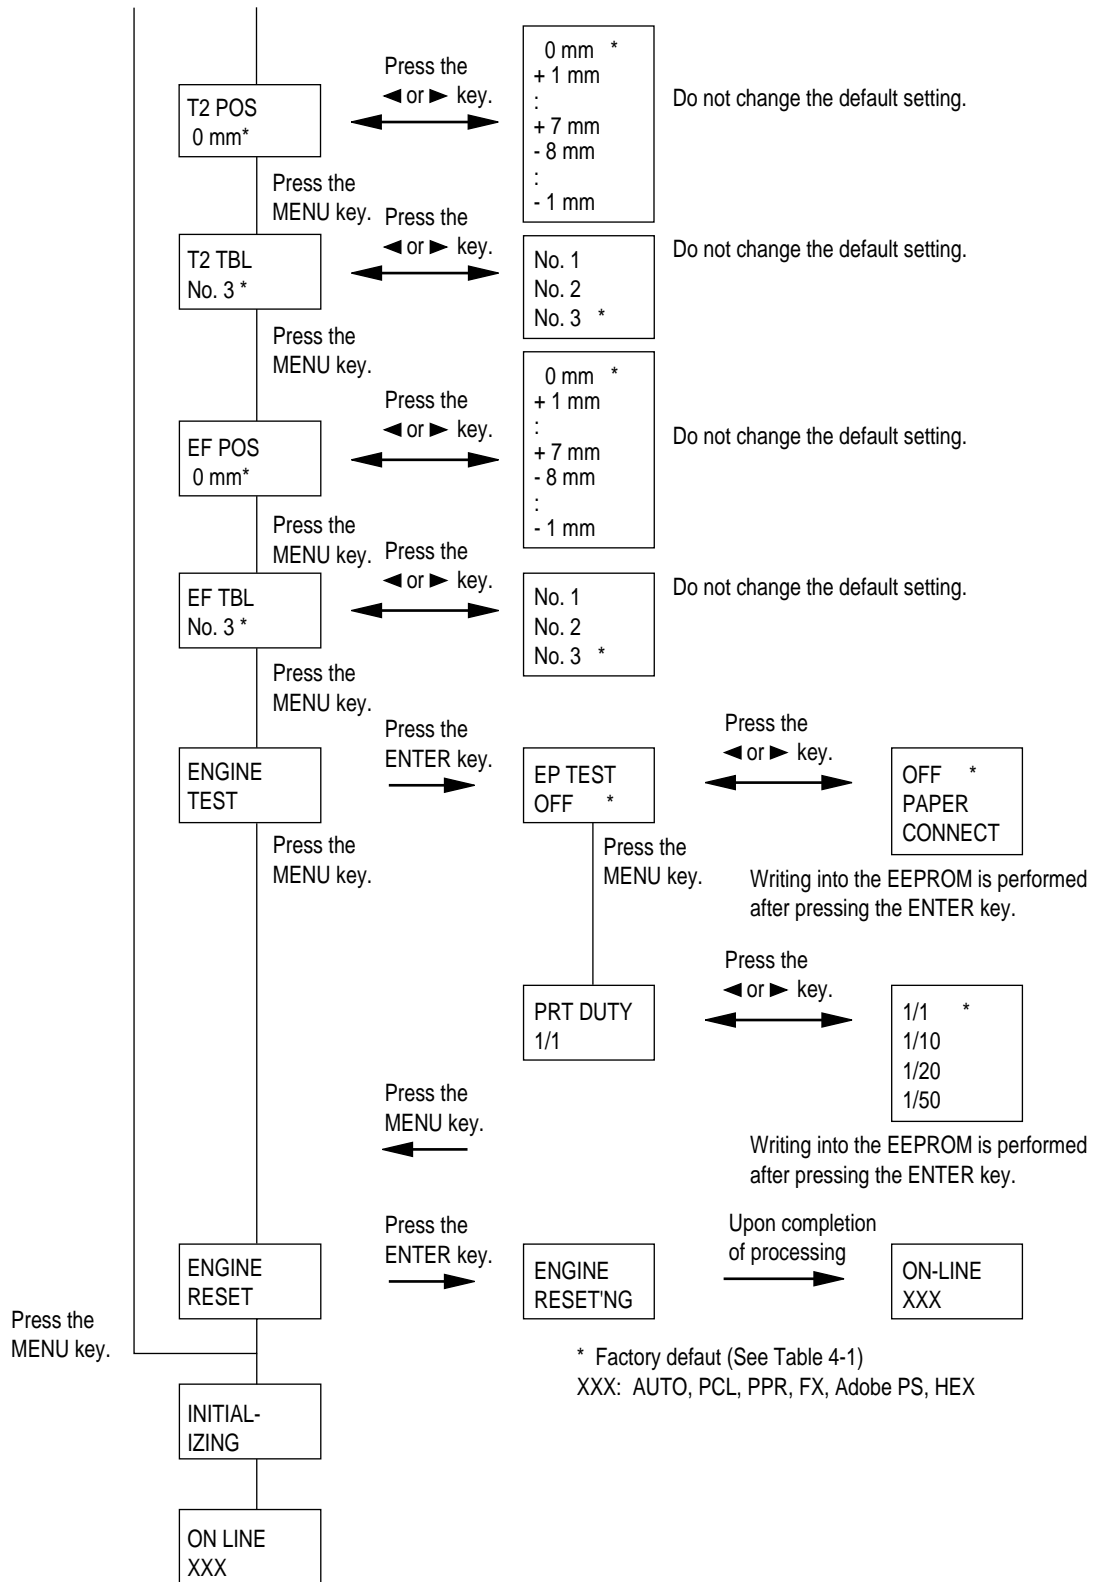 Press the
◄ or ► key.
T2 POS
0 mm*
0 mm *
+ 1 mm
:
+ 7 mm
- 8 mm
:
- 1 mm
Do not change the default setting.
Press the
MENU key.
Press the
◄ or ► key.
T2 TBL
No. 3 *
No. 1
No. 2
No. 3 *
Do not change the default setting.
Press the
MENU key.
Press the
◄ or ► key.
EF POS
0 mm*
0 mm *
+ 1 mm
:
+ 7 mm
- 8 mm
:
- 1 mm
Do not change the default setting.
Press the
MENU key.
Press the
◄ or ► key.
EF TBL
No. 3 *
No. 1
No. 2
No. 3 *
Do not change the default setting.
Press the
MENU key.
ENGINE
TEST
Press the
ENTER key.
EP TEST
OFF *
Press the
◄ or ► key.
OFF *
PAPER
CONNECT
Press the
MENU key.
Press the
MENU key.
Writing into the EEPROM is performed
after pressing the ENTER key.
PRT DUTY
1/1
Press the
◄ or ► key.
1/1 *
1/10
1/20
1/50
Press the
MENU key.
Writing into the EEPROM is performed
after pressing the ENTER key.
ENGINE
RESET
Press the
ENTER key.
ENGINE
RESET'NG
Upon completion
of processing
ON-LINE
XXX
Press the
MENU key.
* Factory defaut (See Table 4-1)
XXX: AUTO, PCL, PPR, FX, Adobe PS, HEX
INITIAL-
IZING
ON LINE
XXX